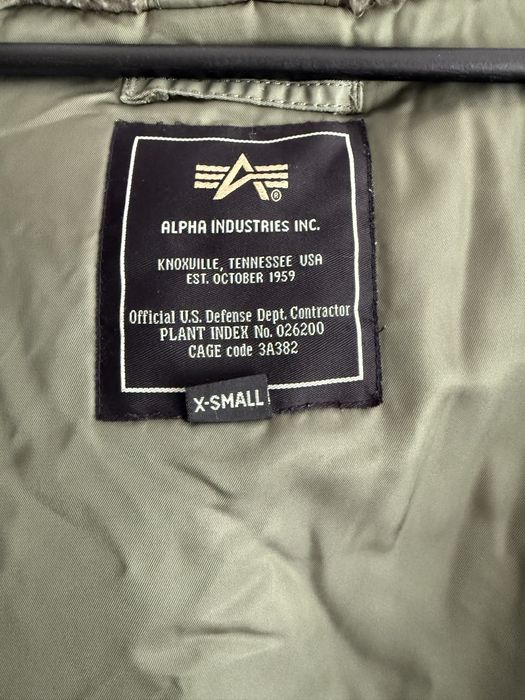 ®
ALPHA INDUSTRIES INC.
KNOXVILLE, TENNESSEE USA
EST. OCTOBER 1959
Official U.S. Defense Dept. Contractor
PLANT INDEX No. 026200
CAGE code 3A382
X-SMALL